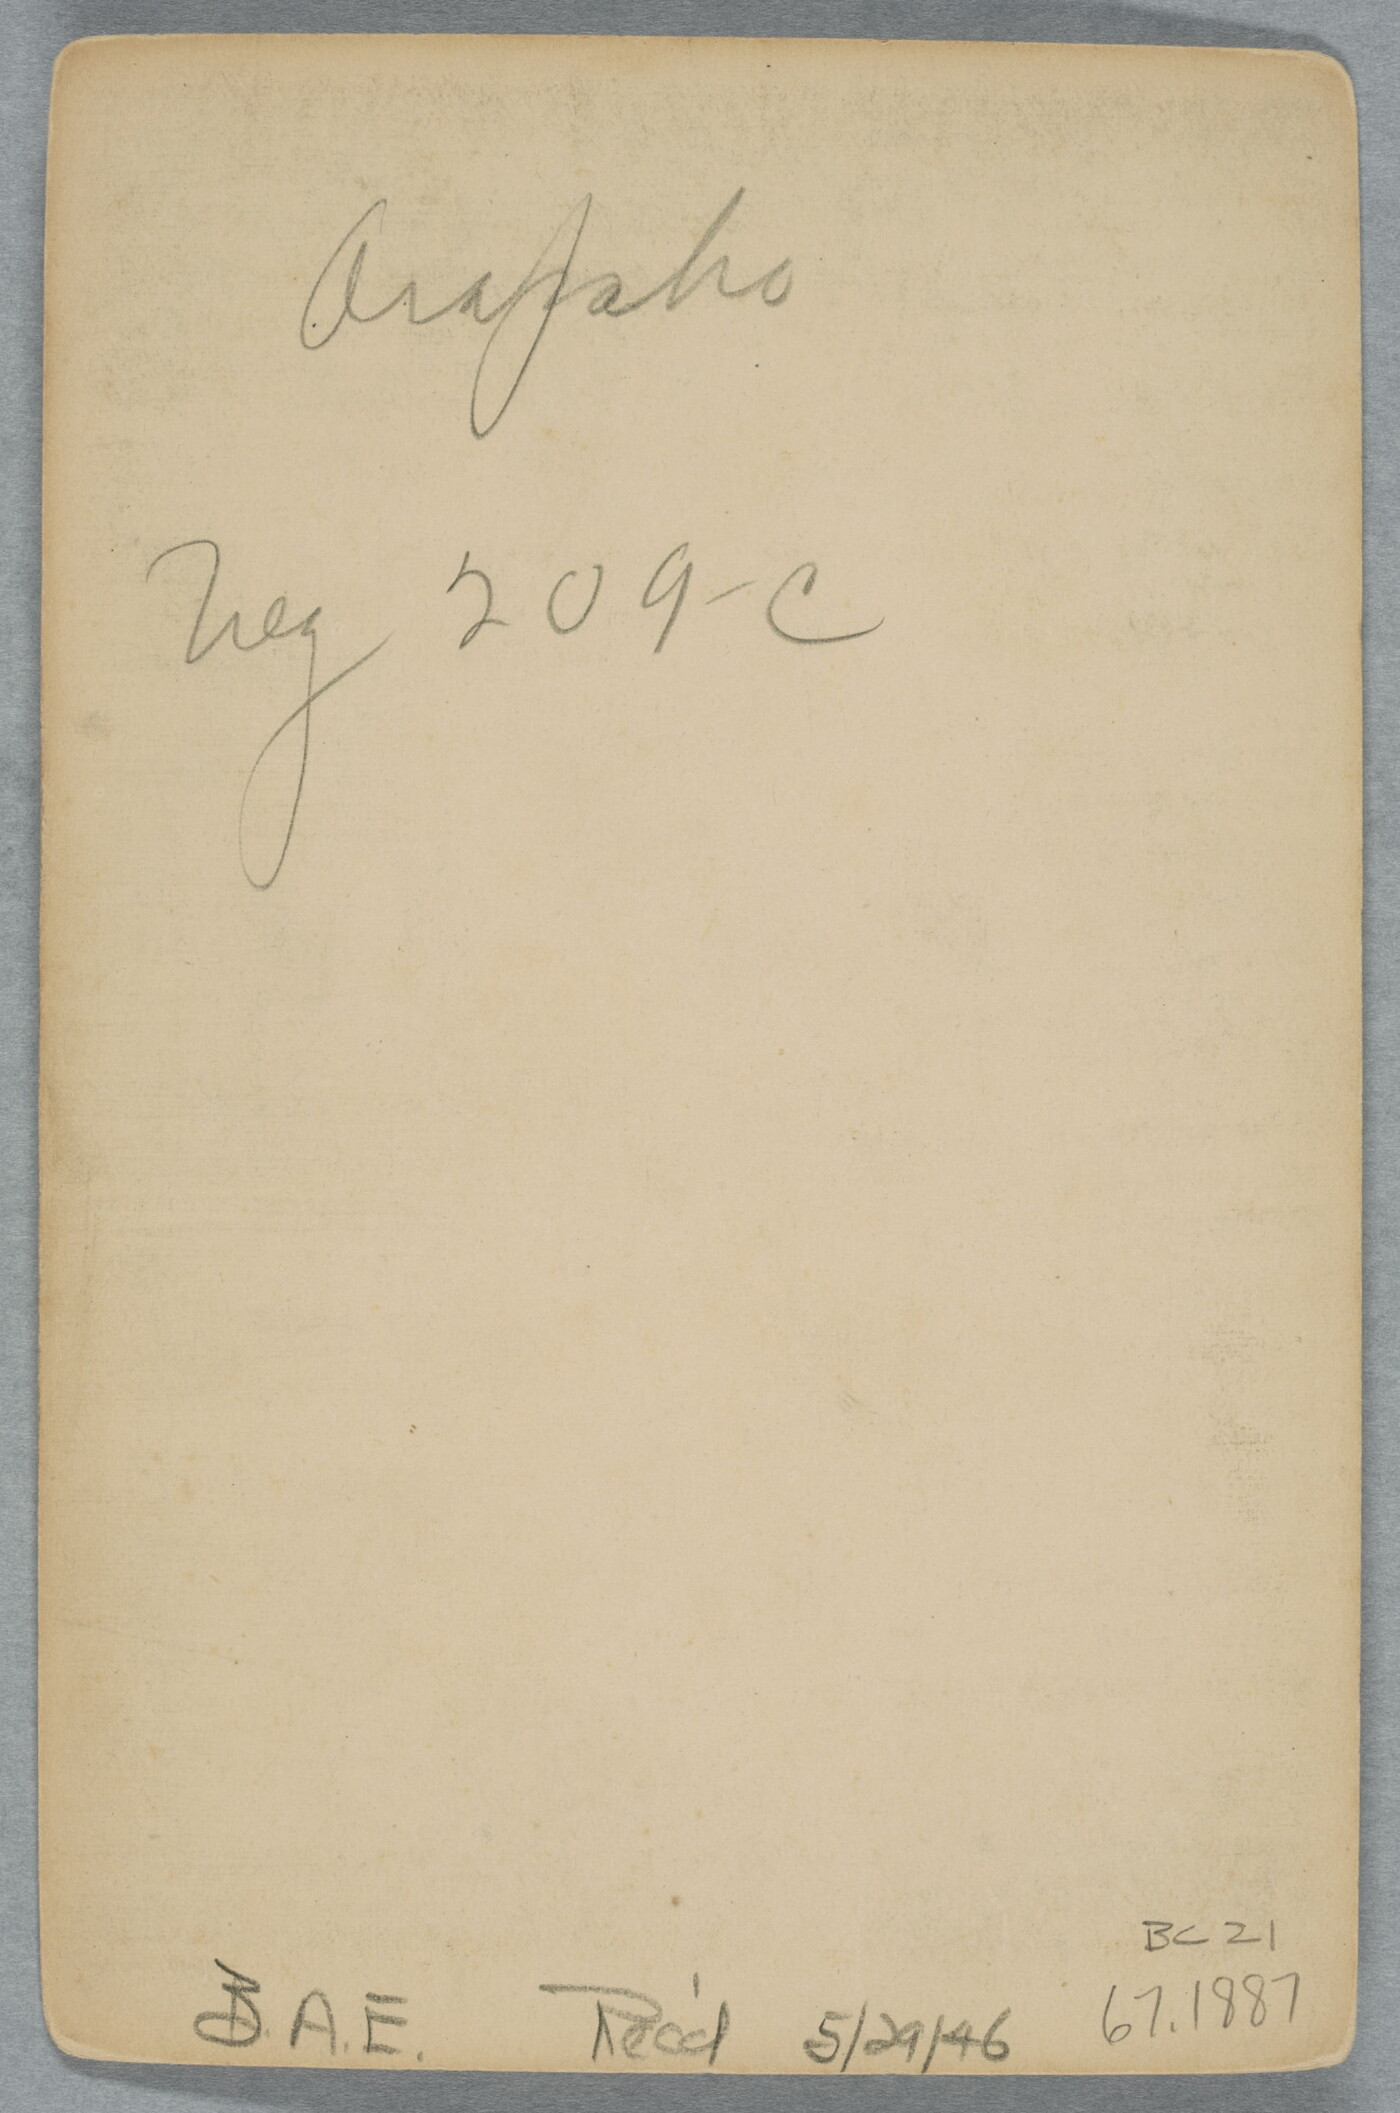 Arapaho
Neg 209-C
BC 21
67.1887
B.A.E. Rec'd 5/29/46